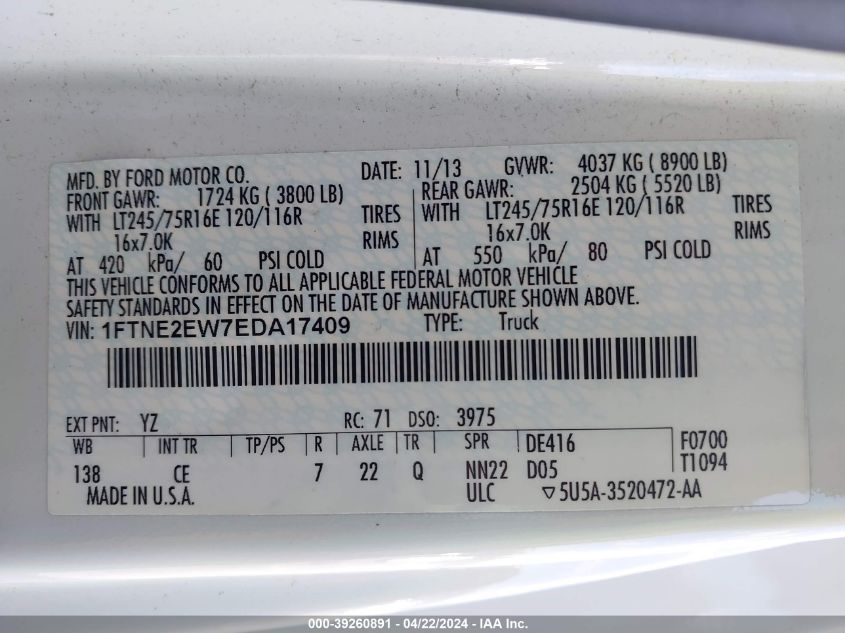 MFD. BY FORD MOTOR CO. DATE: 11/13 GVWR: 4037 KG ( 8900 LB)
FRONT GAWR: 1724 KG ( 3800 LB) REAR GAWR: 2504 KG ( 5520 LB)
WITH LT245/75R16E 120/116R TIRES WITH LT245/75R16E 120/116R TIRES
16x7.0K RIMS 16x7.0K RIMS
AT 420 kPa/ 60 PSI COLD AT 550 kPa/ 80 PSI COLD
THIS VEHICLE CONFORMS TO ALL APPLICABLE FEDERAL MOTOR VEHICLE
SAFETY STANDARDS IN EFFECT ON THE DATE OF MANUFACTURE SHOWN ABOVE.
VIN: 1FTNE2EW7EDA17409 TYPE: Truck
EXT PNT: YZ RC: 71 DSO: 3975
WB INT TR TP/PS R AXLE TR SPR DE416 F0700
138 CE 7 22 Q NN22 D05 T1094
MADE IN U.S.A. ULC ▽5U5A-3520472-AA
000-39260891 - 04/22/2024 - IAA Inc.